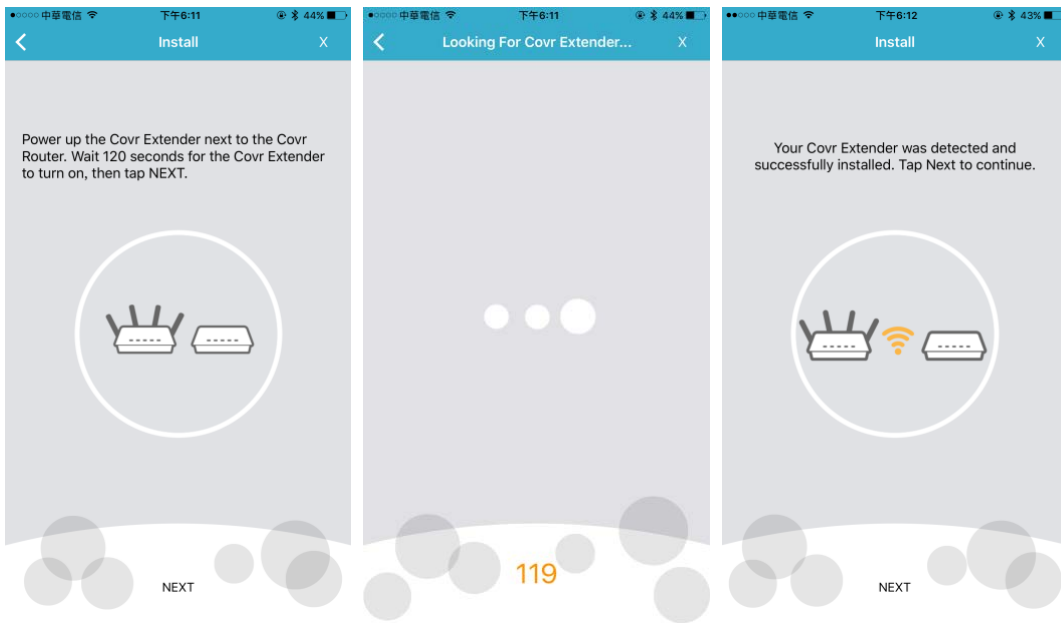 中華電信 下午6:11 44%
Install X
Power up the Covr Extender next to the Covr
Router. Wait 120 seconds for the Covr Extender
to turn on, then tap NEXT.
NEXT
中華電信 下午6:11 44%
Looking For Covr Extender... X
119
中華電信 下午6:12 43%
Install X
Your Covr Extender was detected and
successfully installed. Tap Next to continue.
NEXT